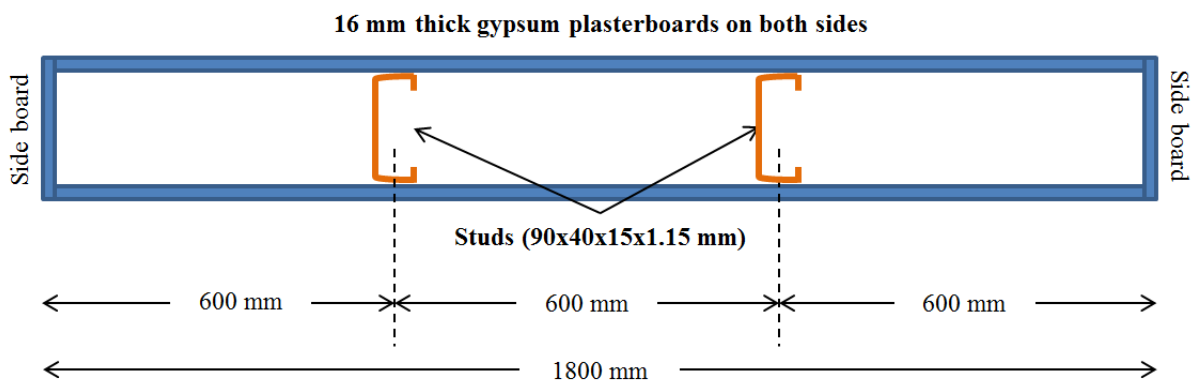 16 mm thick gypsum plasterboards on both sides
Side board
Side board
Studs (90x40x15x1.15 mm)
600 mm
600 mm
600 mm
1800 mm